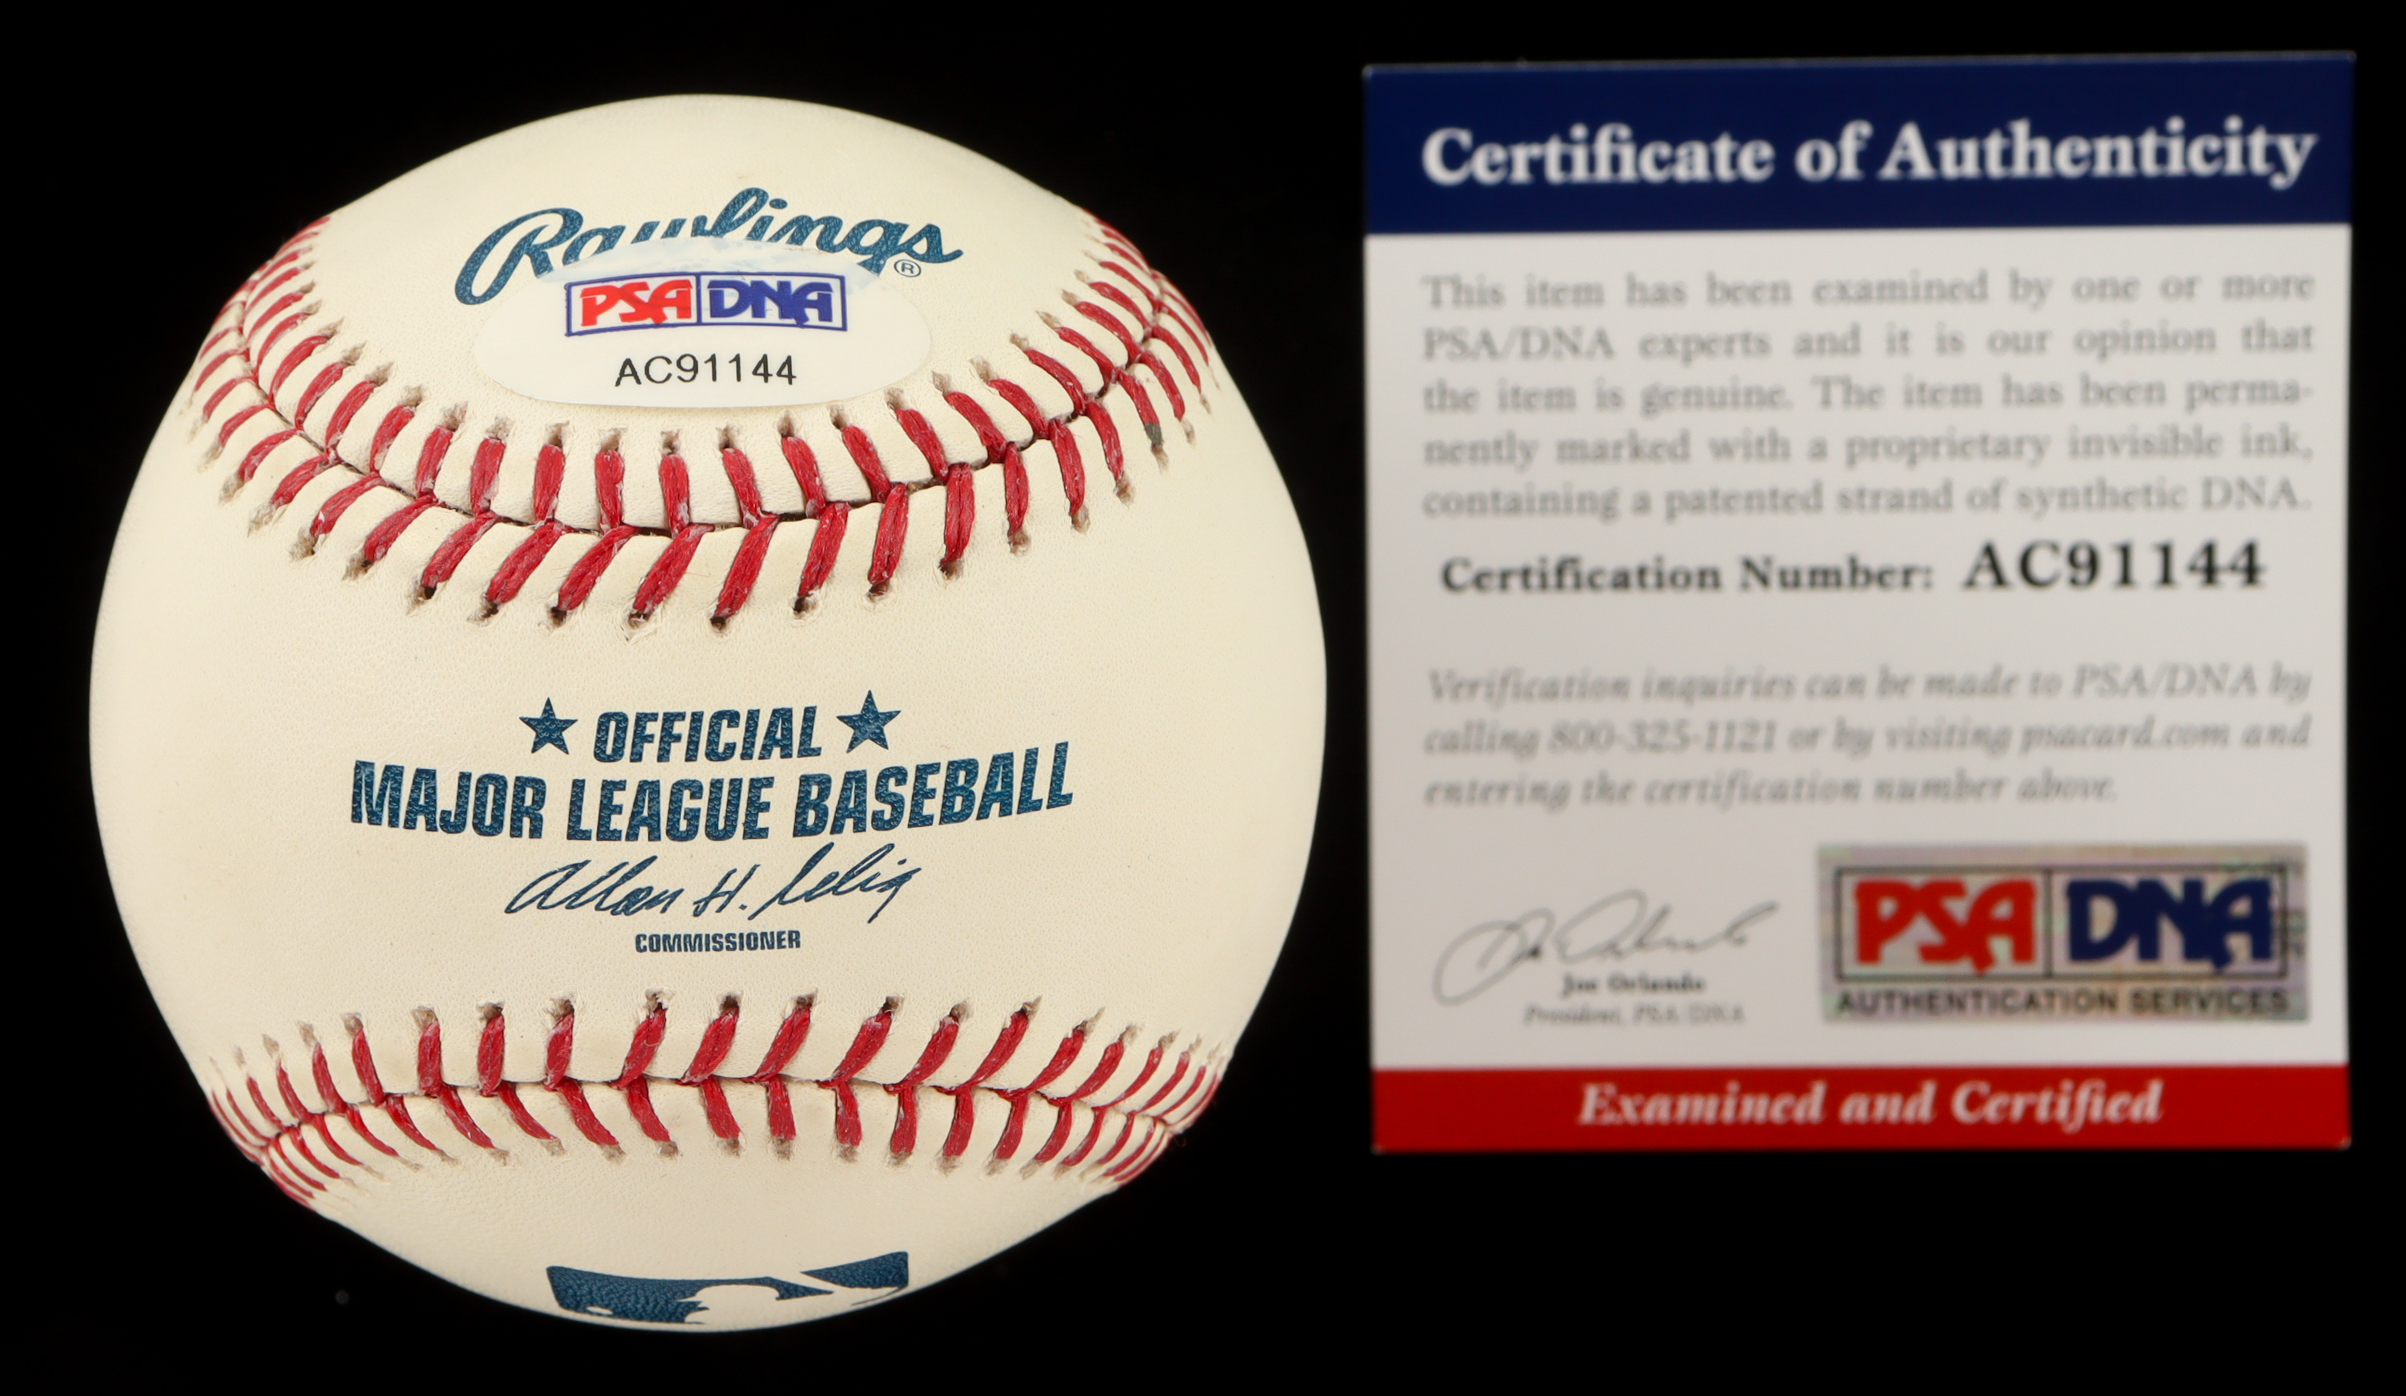 Rawlings®
PSA DNA
AC91144
★ OFFICIAL ★
MAJOR LEAGUE BASEBALL
Allan H. Selig
COMMISSIONER
Certificate of Authenticity
This item has been examined by one or more
PSA/DNA experts and it is our opinion that
the item is genuine. The item has been perma-
nently marked with a proprietary invisible ink,
containing a patented strand of synthetic DNA.
Certification Number: AC91144
Verification inquiries can be made to PSA/DNA by
calling 800-325-1121 or by visiting psacard.com and
entering the certification number above.
Joe Orlando
President, PSA/DNA
PSA DNA
AUTHENTICATION SERVICES
Examined and Certified